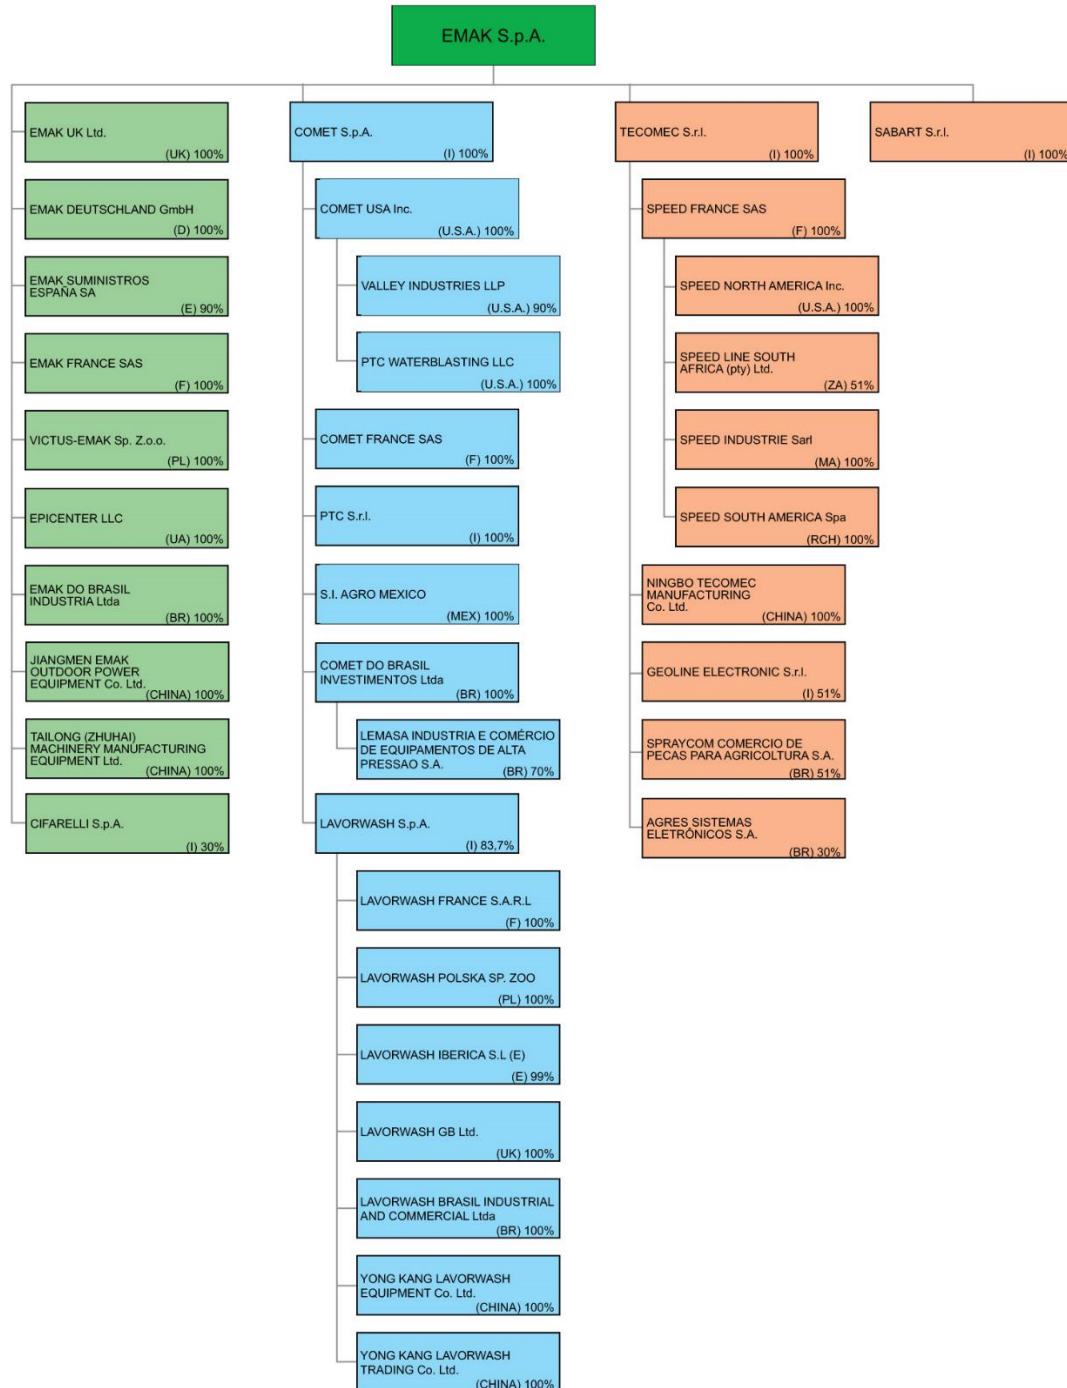 EMAK S.p.A.
EMAK UK Ltd.
(UK) 100%
EMAK DEUTSCHLAND GmbH
(D) 100%
EMAK SUMINISTROS
ESPAÑA SA
(E) 90%
EMAK FRANCE SAS
(F) 100%
VICTUS-EMAK Sp. Z.o.o.
(PL) 100%
EPICENTER LLC
(UA) 100%
EMAK DO BRASIL
INDUSTRIA Ltda
(BR) 100%
JIANGMEN EMAK
OUTDOOR POWER
EQUIPMENT Co. Ltd.
(CHINA) 100%
TAILONG (ZHUHAI)
MACHINERY MANUFACTURING
EQUIPMENT Ltd.
(CHINA) 100%
CIFARELLI S.p.A.
(I) 30%
COMET S.p.A.
(I) 100%
COMET USA Inc.
(U.S.A.) 100%
VALLEY INDUSTRIES LLP
(U.S.A.) 90%
PTC WATERBLASTING LLC
(U.S.A.) 100%
COMET FRANCE SAS
(F) 100%
PTC S.r.l.
(I) 100%
S.I. AGRO MEXICO
(MEX) 100%
COMET DO BRASIL
INVESTIMENTOS Ltda
(BR) 100%
LEMASA INDUSTRIA E COMÉRCIO
DE EQUIPAMENTOS DE ALTA
PRESSAO S.A.
(BR) 70%
LAVORWASH S.p.A.
(I) 83,7%
LAVORWASH FRANCE S.A.R.L
(F) 100%
LAVORWASH POLSKA SP. ZOO
(PL) 100%
LAVORWASH IBERICA S.L (E)
(E) 99%
LAVORWASH GB Ltd.
(UK) 100%
LAVORWASH BRASIL INDUSTRIAL
AND COMMERCIAL Ltda
(BR) 100%
YONG KANG LAVORWASH
EQUIPMENT Co. Ltd.
(CHINA) 100%
YONG KANG LAVORWASH
TRADING Co. Ltd.
(CHINA) 100%
TECOMEC S.r.l.
(I) 100%
SPEED FRANCE SAS
(F) 100%
SPEED NORTH AMERICA Inc.
(U.S.A.) 100%
SPEED LINE SOUTH
AFRICA (pty) Ltd.
(ZA) 51%
SPEED INDUSTRIE Sarl
(MA) 100%
SPEED SOUTH AMERICA Spa
(RCH) 100%
NINGBO TECOMEC
MANUFACTURING
Co. Ltd.
(CHINA) 100%
GEOLINE ELECTRONIC S.r.l.
(I) 51%
SPRAYCOM COMERCIO DE
PECAS PARA AGRICOLTURA S.A.
(BR) 51%
AGRES SISTEMAS
ELETRÔNICOS S.A.
(BR) 30%
SABART S.r.l.
(I) 100%